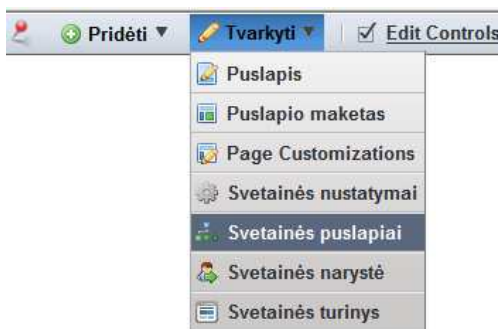 Pridėti ▼ Tvarkyti ▼ Edit Controls
Puslapis
Puslapio maketas
Page Customizations
Svetainės nustatymai
Svetainės puslapiai
Svetainės narystė
Svetainės turinys